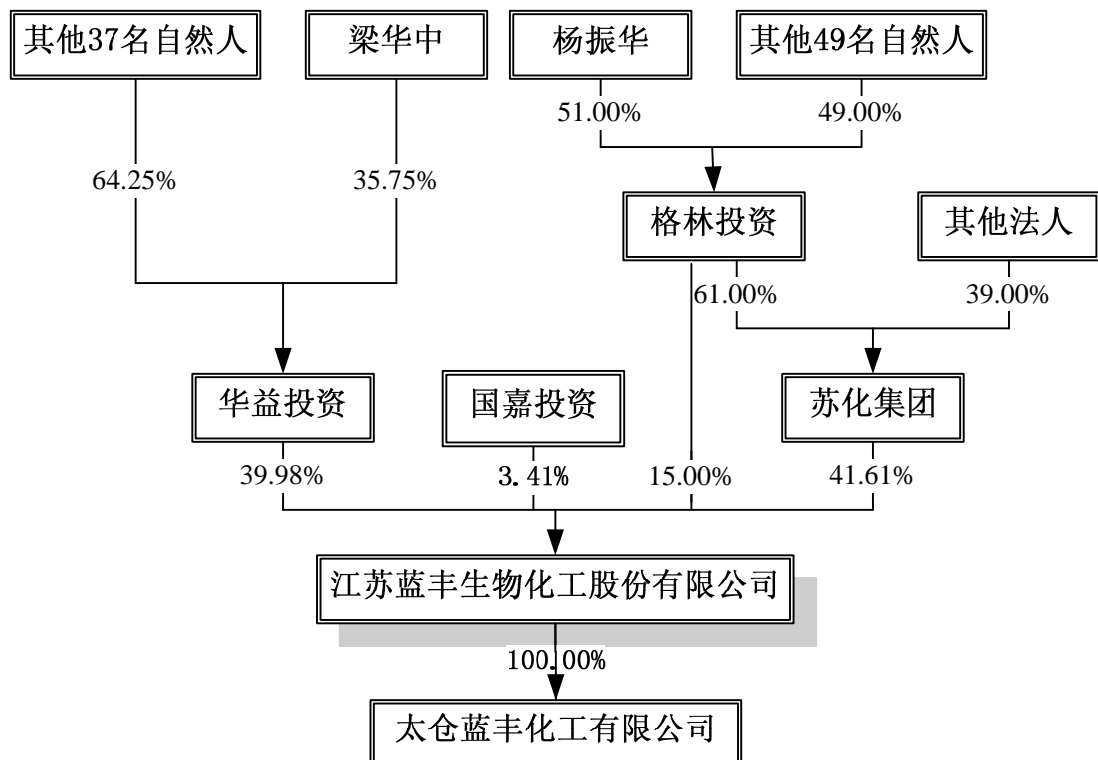 其他37名自然人
梁华中
杨振华
其他49名自然人
51.00%
49.00%
64.25%
35.75%
格林投资
其他法人
61.00%
39.00%
华益投资
国嘉投资
苏化集团
39.98%
3.41%
15.00%
41.61%
江苏蓝丰生物化工股份有限公司
100.00%
太仓蓝丰化工有限公司